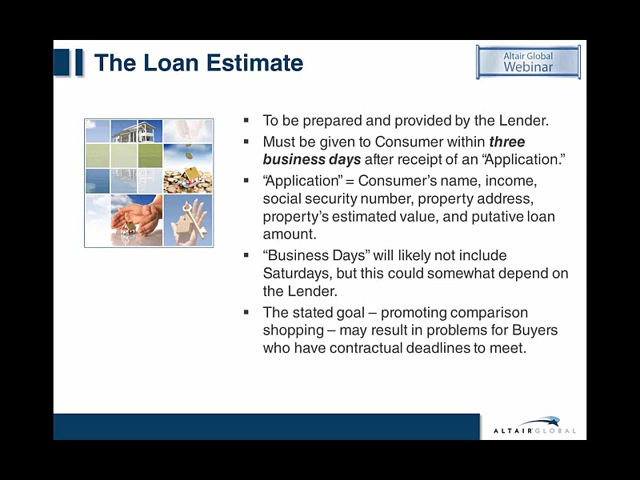 The Loan Estimate
Altair Global
Webinar
▪ To be prepared and provided by the Lender.
▪ Must be given to Consumer within three
business days after receipt of an “Application.”
▪ “Application” = Consumer’s name, income,
social security number, property address,
property’s estimated value, and putative loan
amount.
▪ “Business Days” will likely not include
Saturdays, but this could somewhat depend on
the Lender.
▪ The stated goal – promoting comparison
shopping – may result in problems for Buyers
who have contractual deadlines to meet.
ALTAIR GLOBAL